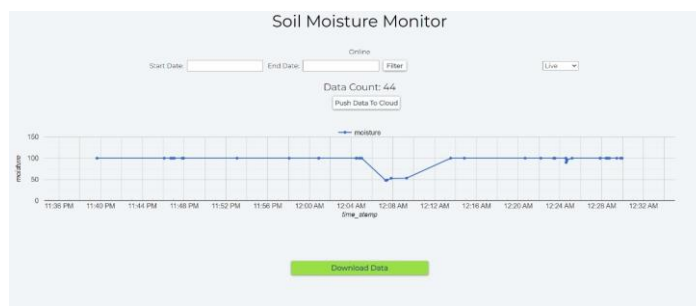 Soil Moisture Monitor
Online
Start Date: End Date: Filter Live
Data Count: 44
Push Data To Cloud
moisture
150
100
50
0
moisture
11:36 PM 11:40 PM 11:44 PM 11:48 PM 11:52 PM 11:56 PM 12:00 AM 12:04 AM 12:08 AM 12:12 AM 12:16 AM 12:20 AM 12:24 AM 12:28 AM 12:32 AM
time_stamp
Download Data